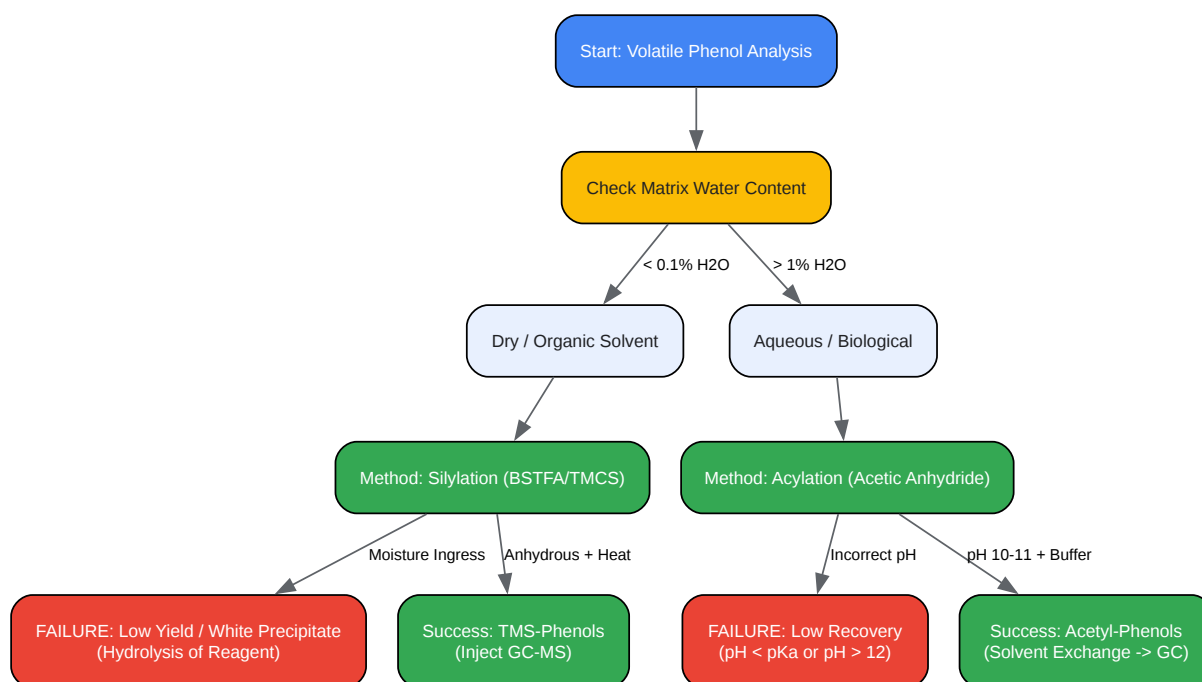 Start: Volatile Phenol Analysis
Check Matrix Water Content
< 0.1% H2O
> 1% H2O
Dry / Organic Solvent
Aqueous / Biological
Method: Silylation (BSTFA/TMCS)
Method: Acylation (Acetic Anhydride)
Moisture Ingress
Anhydrous + Heat
Incorrect pH
pH 10-11 + Buffer
FAILURE: Low Yield / White Precipitate
(Hydrolysis of Reagent)
Success: TMS-Phenols
(Inject GC-MS)
FAILURE: Low Recovery
(pH < pKa or pH > 12)
Success: Acetyl-Phenols
(Solvent Exchange -> GC)